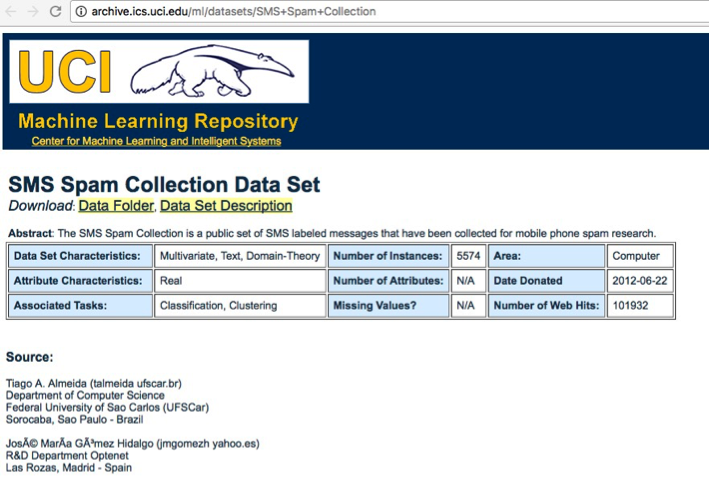 archive.ics.uci.edu/ml/datasets/SMS+Spam+Collection
UCI
Machine Learning Repository
Center for Machine Learning and Intelligent Systems
SMS Spam Collection Data Set
Download: Data Folder, Data Set Description
Abstract: The SMS Spam Collection is a public set of SMS labeled messages that have been collected for mobile phone spam research.
Data Set Characteristics: Multivariate, Text, Domain-Theory Number of Instances: 5574 Area: Computer
Attribute Characteristics: Real Number of Attributes: N/A Date Donated 2012-06-22
Associated Tasks: Classification, Clustering Missing Values? N/A Number of Web Hits: 101932
Source:
Tiago A. Almeida (talmeida ufscar.br)
Department of Computer Science
Federal University of Sao Carlos (UFSCar)
Sorocaba, Sao Paulo - Brazil
JosÃ© MarÃa GÃ³mez Hidalgo (jmgomezh yahoo.es)
R&D Department Optenet
Las Rozas, Madrid - Spain